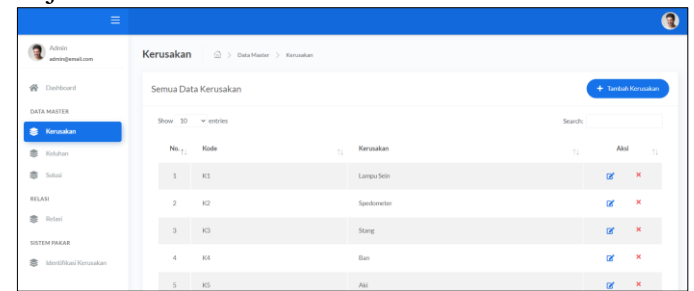 Admin
admin@email.com
Dashboard
DATA MASTER
Kerusakan
Keluhan
Solusi
RELASI
Relasi
SISTEM PAKAR
Identifikasi Kerusakan
Kerusakan > Data Master > Kerusakan
Semua Data Kerusakan
+ Tambah Kerusakan
Show 10 entries
Search:
No. Kode Kerusakan Aksi
1 K1 Lampu Sein
2 K2 Spedometer
3 K3 Stang
4 K4 Ban
5 K5 Aki